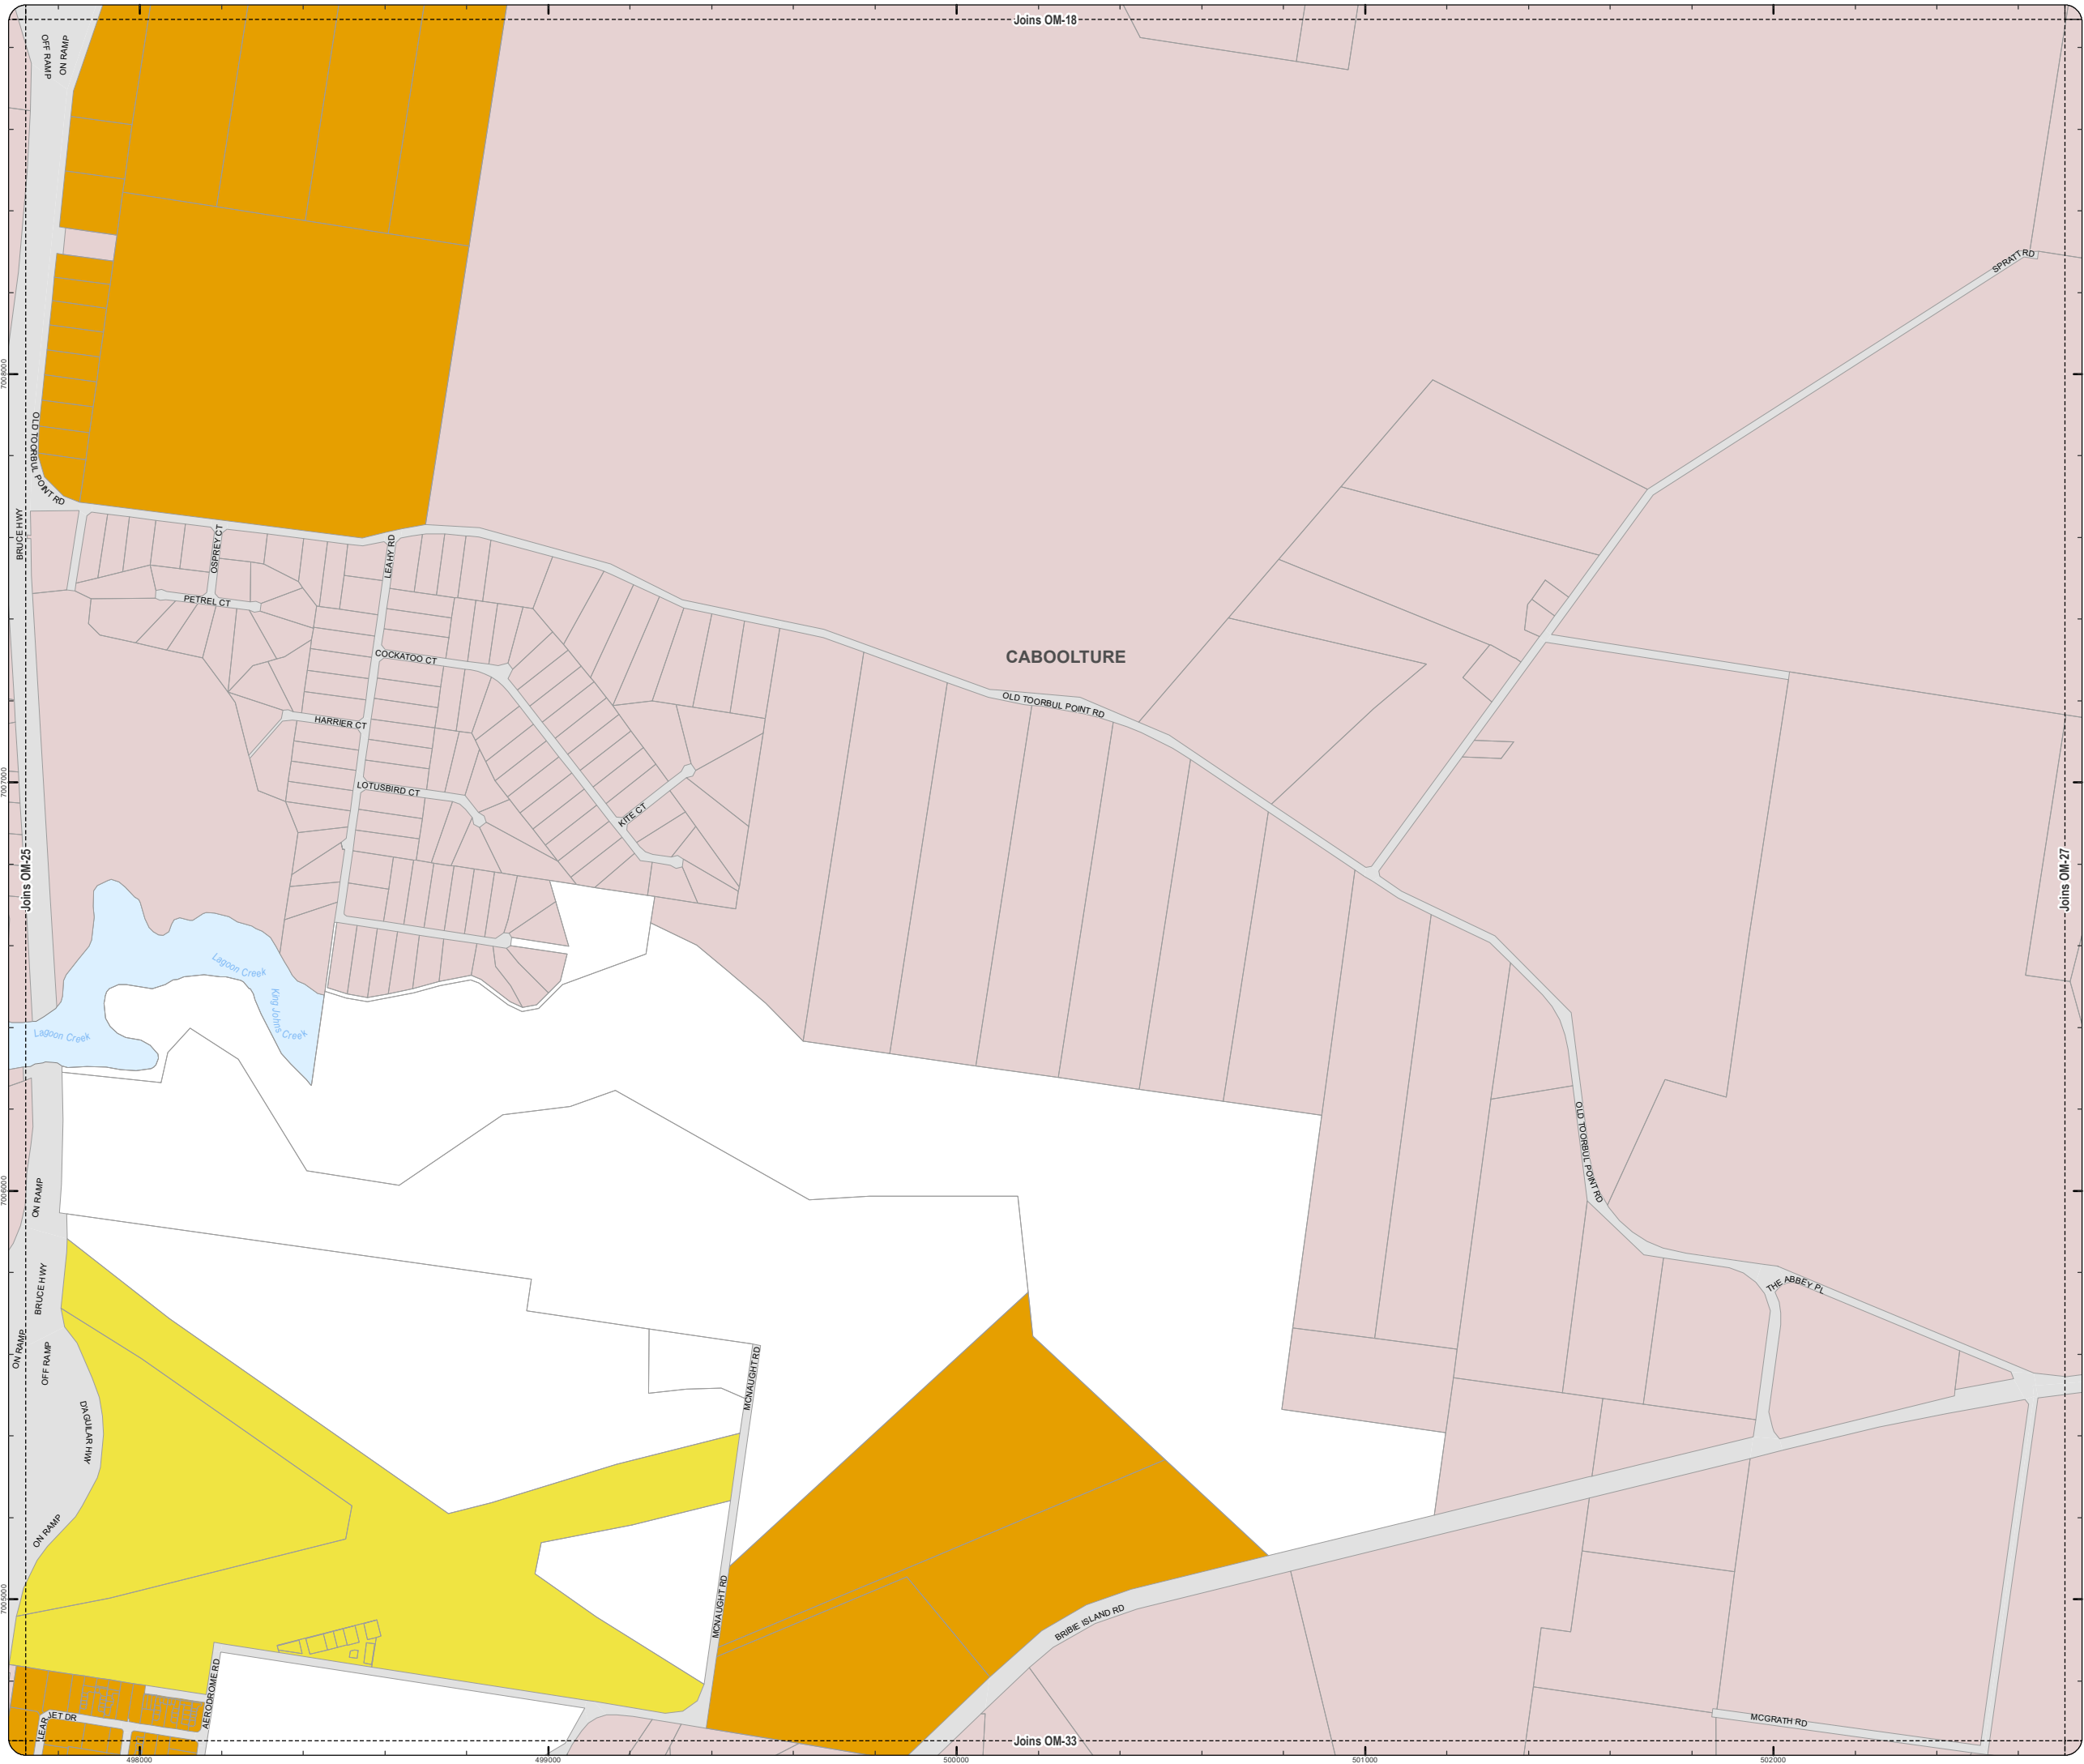 Joins OM-18
OFF RAMP
ON RAMP
SPRATT RD
7008000
OLD TOORBUL POINT RD
BRUCE HWY
OSPREY CT
LEAHY RD
PETREL CT
COCKATOO CT
CABOOLTURE
OLD TOORBUL POINT RD
HARRIER CT
7007000
LOTUSBIRD CT
KITE CT
Joins OM-25
Joins OM-27
Lagoon Creek
King Johns Creek
Lagoon Creek
OLD TOORBUL POINT RD
ON RAMP
7006000
BRUCE HWY
THE ABBEY PL
ON RAMP
OFF RAMP
MCNAUGHT RD
D'AGUILAR HWY
ON RAMP
7005000
MCNAUGHT RD
BRIBIE ISLAND RD
AERODROME RD
LEAR
JET DR
MCGRATH RD
Joins OM-33
498000
499000
500000
501000
502000